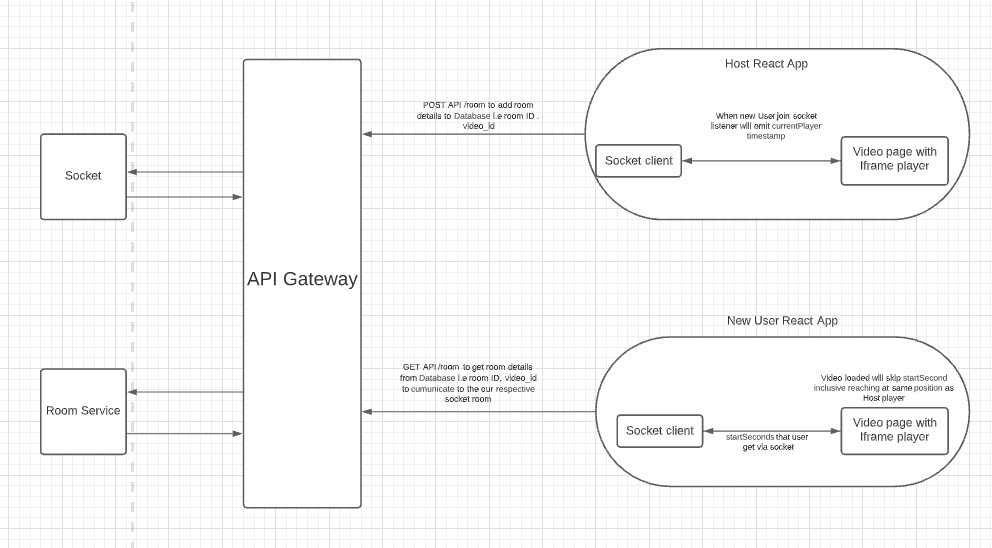 Host React App
POST API /room to add room
details to Database i.e room ID .
video_id
When new User join socket
listener will emit currentPlayer
timestamp
Socket client
Video page with
Iframe player
Socket
API Gateway
New User React App
GET API /room to get room details
from Database i.e room ID, video_id
to cumunicate to the our respective
socket room
Video loaded will skip startSecond
inclusive reaching at same position as
Host player
Room Service
Socket client
startSeconds that user
get via socket
Video page with
Iframe player